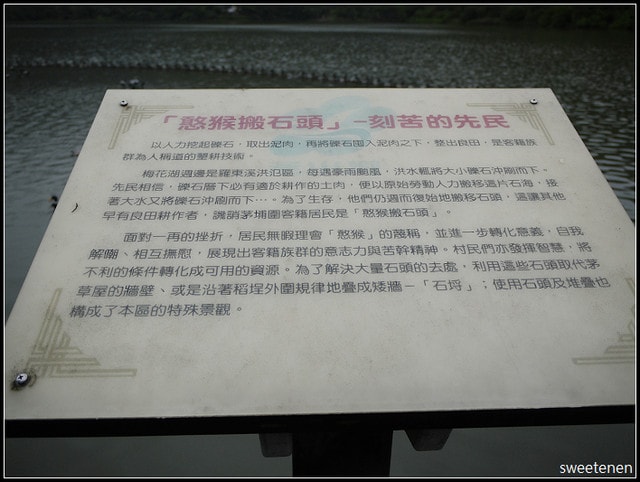 「憨猴搬石頭」-刻苦的先民
以人力挖起礫石，取出泥肉，再將礫石回入泥肉之下，整出良田，是客籍族
群為人稱道的墾耕技術。
梅花湖週邊是羅東溪洪氾區，每遇豪雨颱風，洪水輒將大小礫石沖刷而下。
先民相信，礫石層下必有適於耕作的土肉，便以原始勞動人力搬移這片石海，接
著大水又將礫石沖刷而下…。為了生存，他們仍週而復始地搬移石頭，這讓其他
早有良田耕作者，譏誚茅埔圍客籍居民是「憨猴搬石頭」。
面對一再的挫折，居民無暇理會「憨猴」的蔑稱，並進一步轉化意義，自我
解嘲、相互撫慰，展現出客籍族群的意志力與苦幹精神。村民們亦發揮智慧，將
不利的條件轉化成可用的資源。為了解決大量石頭的去處，利用這些石頭取代茅
草屋的牆壁、或是沿著稻埕外圍規律地疊成矮牆－「石埒」；使用石頭及堆疊也
構成了本區的特殊景觀。
sweetenen